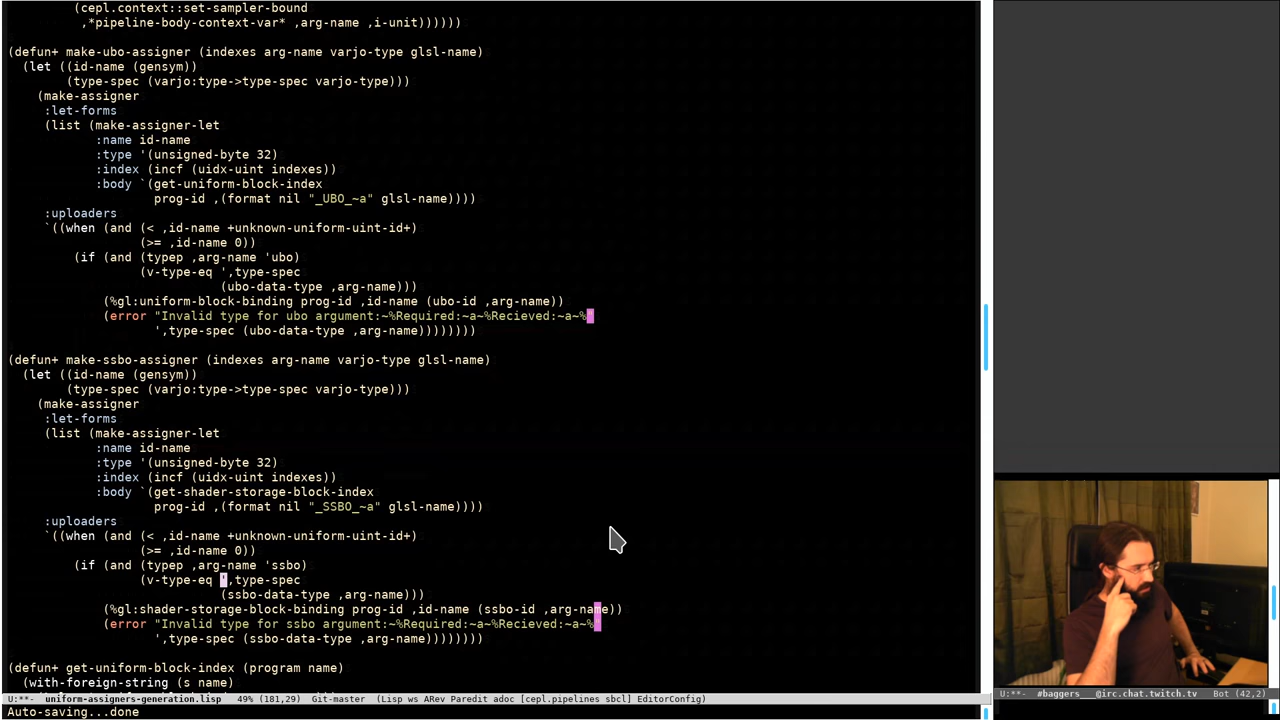 (cepl.context::set-sampler-bound
,*pipeline-body-context-var* ,arg-name ,i-unit))))))
(defun+ make-ubo-assigner (indexes arg-name varjo-type glsl-name)
(let ((id-name (gensym))
(type-spec (varjo:type->type-spec varjo-type)))
(make-assigner
:let-forms
(list (make-assigner-let
:name id-name
:type '(unsigned-byte 32)
:index (incf (uidx-uint indexes))
:body `(get-uniform-block-index
prog-id ,(format nil "_UBO_~a" glsl-name))))
:uploaders
`((when (and (< ,id-name +unknown-uniform-uint-id+)
(>= ,id-name 0))
(if (and (typep ,arg-name 'ubo)
(v-type-eq ',type-spec
(ubo-data-type ,arg-name)))
(%gl:uniform-block-binding prog-id ,id-name (ubo-id ,arg-name))
(error "Invalid type for ubo argument:~%Required:~a~%Recieved:~a~%"
',type-spec (ubo-data-type ,arg-name))))))))
(defun+ make-ssbo-assigner (indexes arg-name varjo-type glsl-name)
(let ((id-name (gensym))
(type-spec (varjo:type->type-spec varjo-type)))
(make-assigner
:let-forms
(list (make-assigner-let
:name id-name
:type '(unsigned-byte 32)
:index (incf (uidx-uint indexes))
:body `(get-shader-storage-block-index
prog-id ,(format nil "_SSBO_~a" glsl-name))))
:uploaders
`((when (and (< ,id-name +unknown-uniform-uint-id+)
(>= ,id-name 0))
(if (and (typep ,arg-name 'ssbo)
(v-type-eq ',type-spec
(ssbo-data-type ,arg-name)))
(%gl:shader-storage-block-binding prog-id ,id-name (ssbo-id ,arg-name))
(error "Invalid type for ssbo argument:~%Required:~a~%Recieved:~a~%"
',type-spec (ssbo-data-type ,arg-name))))))))
(defun+ get-uniform-block-index (program name)
(with-foreign-string (s name)
U:**- uniform-assigners-generation.lisp 49% (181,29) Git-master (Lisp ws ARev Paredit adoc [cepl.pipelines sbcl] EditorConfig)
U:**- #baggers___@irc.chat.twitch.tv Bot (42,2)
Auto-saving...done